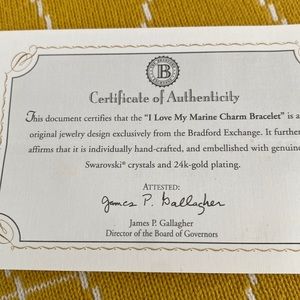 B
Certificate of Authenticity
This document certifies that the "I Love My Marine Charm Bracelet" is a
original jewelry design exclusively from the Bradford Exchange. It further
affirms that it is individually hand-crafted, and embellished with genuine
Swarovski® crystals and 24k-gold plating.
ATTESTED:
James P. Gallagher
James P. Gallagher
Director of the Board of Governors